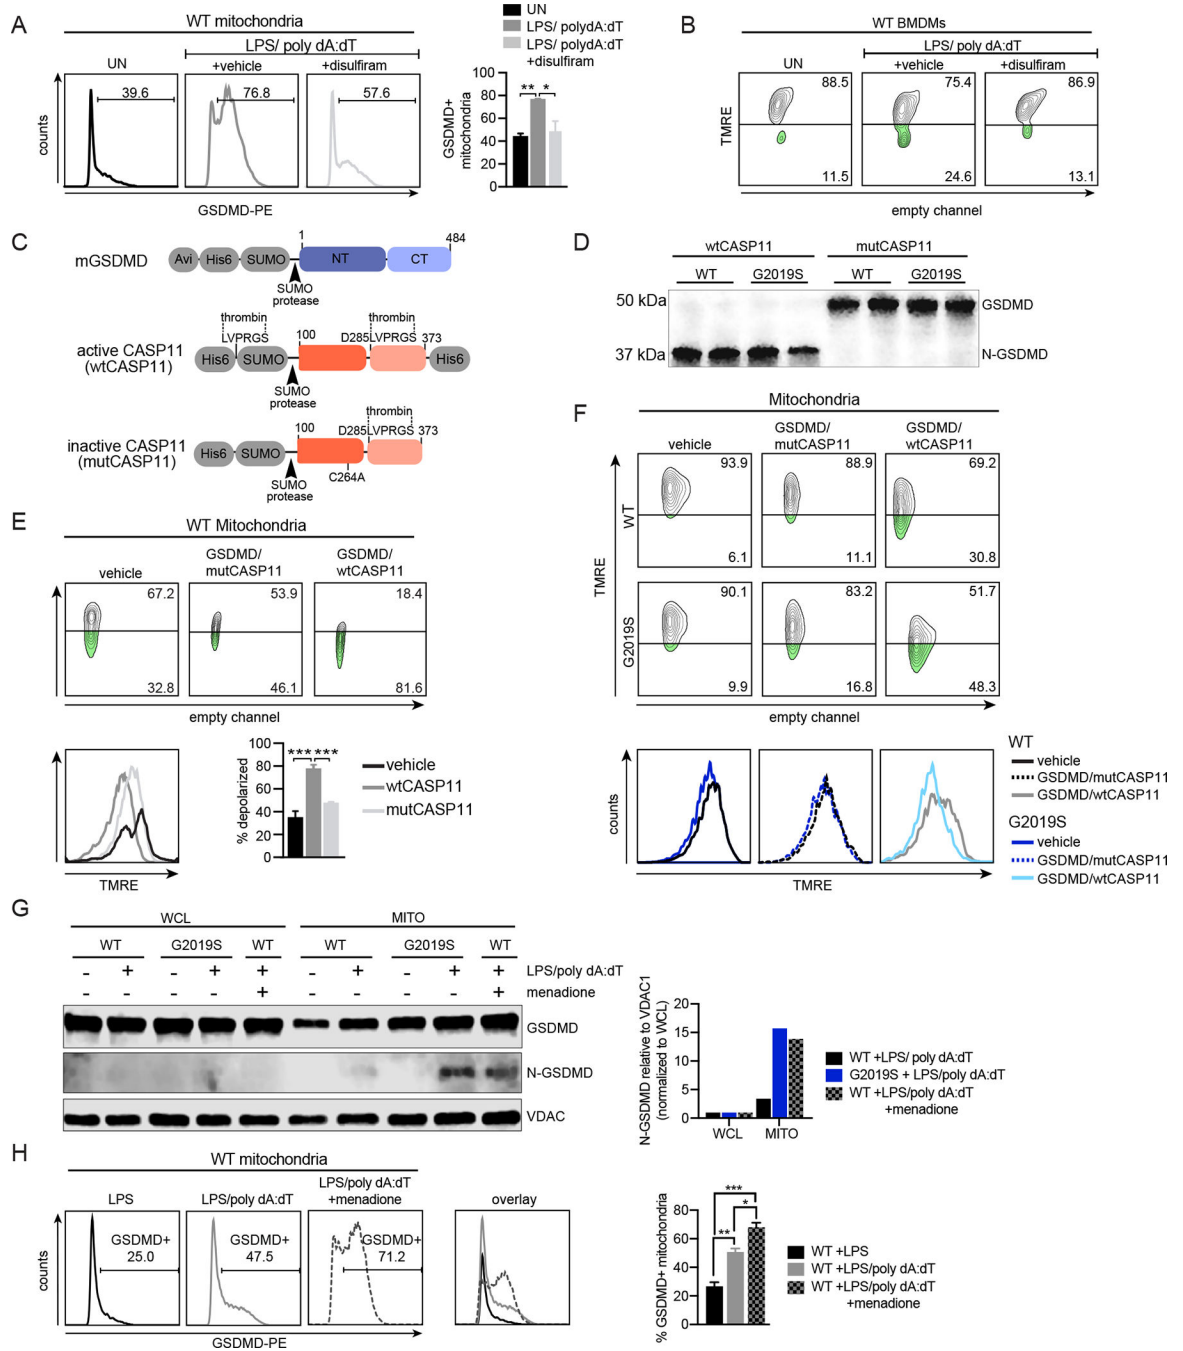 A
WT mitochondria
LPS/ poly dA:dT
UN
+vehicle
+disulfiram
39.6
76.8
57.6
counts
GSDMD-PE
UN
LPS/ polydA:dT
LPS/ polydA:dT
+disulfiram
100
80
60
40
20
0
** *
GSDMD+
mitochondria
B
WT BMDMs
LPS/ poly dA:dT
UN
+vehicle
+disulfiram
88.5
75.4
86.9
TMRE
11.5
24.6
13.1
empty channel
C
mGSDMD
Avi
His6
SUMO
1
NT
CT
484
SUMO
protease
active CASP11
(wtCASP11)
thrombin
LVPRGS
His6
SUMO
100
D285
thrombin
LVPRGS
373
His6
SUMO
protease
inactive CASP11
(mutCASP11)
His6
SUMO
100
D285
thrombin
LVPRGS
373
C264A
SUMO
protease
D
wtCASP11
mutCASP11
WT
G2019S
WT
G2019S
50 kDa
GSDMD
37 kDa
N-GSDMD
E
WT Mitochondria
vehicle
GSDMD/
mutCASP11
GSDMD/
wtCASP11
67.2
53.9
18.4
32.8
46.1
81.6
empty channel
TMRE
100
80
60
40
20
0
*** ***
% depolarized
vehicle
wtCASP11
mutCASP11
F
Mitochondria
vehicle
GSDMD/
mutCASP11
GSDMD/
wtCASP11
WT
93.9
88.9
69.2
6.1
11.1
30.8
TMRE
G2019S
90.1
83.2
51.7
9.9
16.8
48.3
empty channel
counts
TMRE
WT
vehicle
GSDMD/mutCASP11
GSDMD/wtCASP11
G2019S
vehicle
GSDMD/mutCASP11
GSDMD/wtCASP11
G
WCL
MITO
WT
G2019S
WT
WT
G2019S
WT
- + - + + - + - + + LPS/poly dA:dT
- - - - + - - - - + menadione
GSDMD
N-GSDMD
VDAC
N-GSDMD relative to VDAC1
(normalized to WCL)
20
15
10
5
0
WCL
MITO
WT +LPS/ poly dA:dT
G2019S + LPS/poly dA:dT
WT +LPS/poly dA:dT
+menadione
H
WT mitochondria
LPS
LPS/poly dA:dT
LPS/poly dA:dT
+menadione
overlay
GSDMD+
25.0
GSDMD+
47.5
GSDMD+
71.2
counts
GSDMD-PE
% GSDMD+ mitochondria
80
60
40
20
0
***
*
**
WT +LPS
WT +LPS/poly dA:dT
WT +LPS/poly dA:dT
+menadione